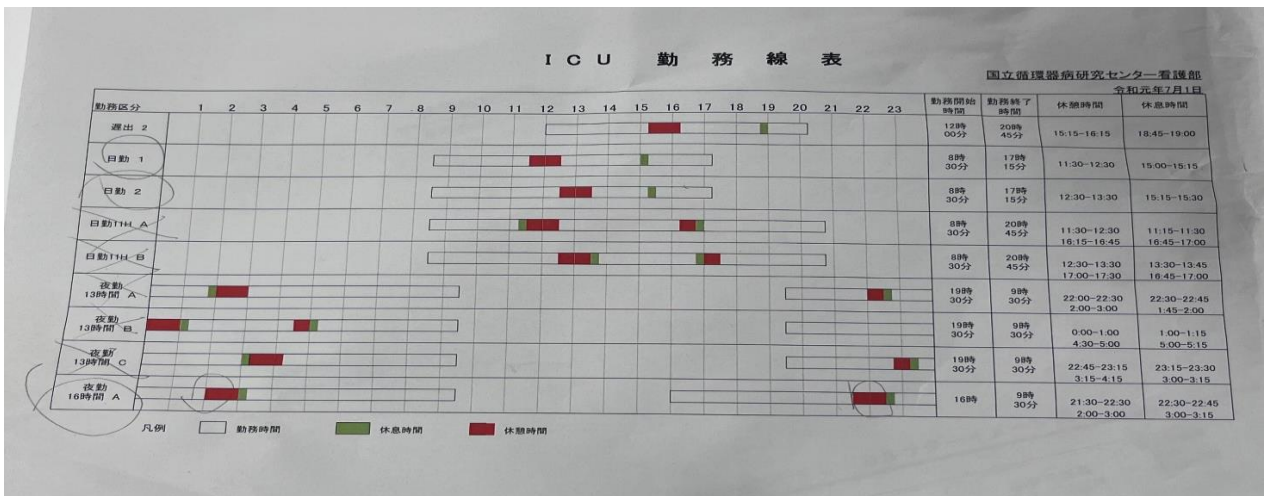 ICU 勤務線表
国立循環器病研究センター看護部
令和元年7月1日
勤務区分 1 2 3 4 5 6 7 8 9 10 11 12 13 14 15 16 17 18 19 20 21 22 23 勤務開始時間 勤務終了時間 休憩時間 休息時間
遅出 2 12時00分 20時45分 15:15-16:15 18:45-19:00
日勤 1 8時30分 17時15分 11:30-12:30 15:00-15:15
日勤 2 8時30分 17時15分 12:30-13:30 15:15-15:30
日勤11H A 8時30分 20時45分 11:30-12:30 11:15-11:30
16:15-16:45 16:45-17:00
日勤11H B 8時30分 20時45分 12:30-13:30 13:30-13:45
17:00-17:30 16:45-17:00
夜勤
13時間 A 19時30分 9時30分 22:00-22:30 22:30-22:45
2:00-3:00 1:45-2:00
夜勤
13時間 B 19時30分 9時30分 0:00-1:00 1:00-1:15
4:30-5:00 5:00-5:15
夜勤
13時間 C 19時30分 9時30分 22:45-23:15 23:15-23:30
3:15-4:15 3:00-3:15
夜勤
16時間 A 16時 9時30分 21:30-22:30 22:30-22:45
2:00-3:00 3:00-3:15
凡例 勤務時間 休息時間 休憩時間